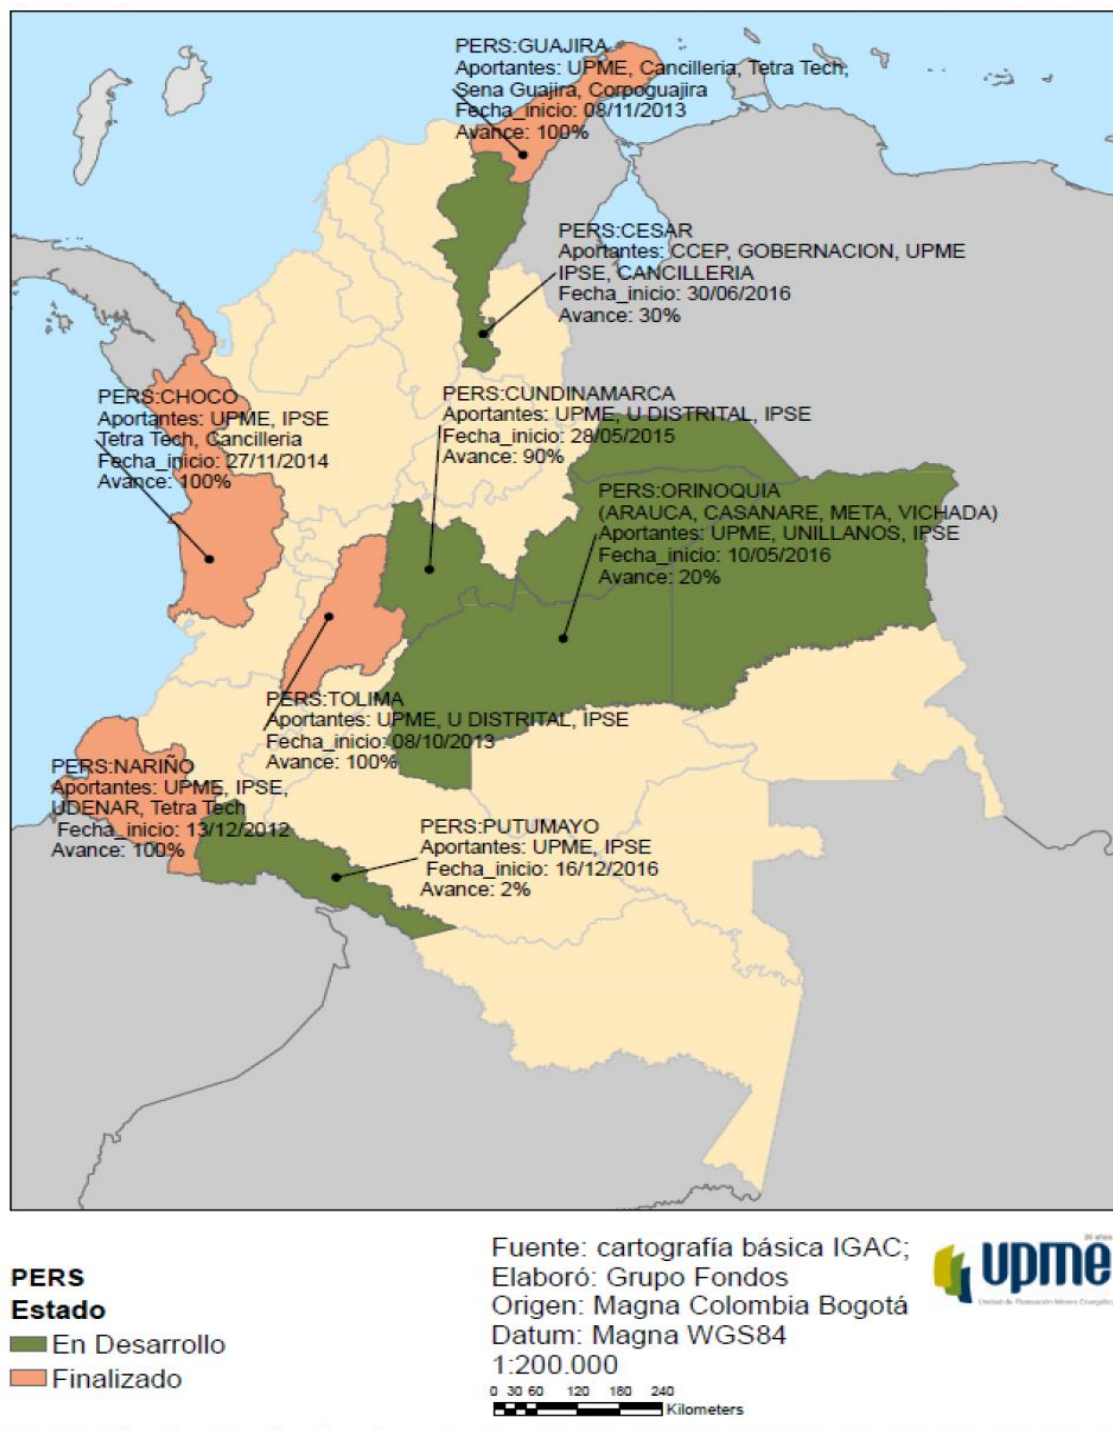 PERS:GUAJIRA
Aportantes: UPME, Cancilleria, Tetra Tech,
Sena Guajira, Corpoguajira
Fecha_inicio: 08/11/2013
Avance: 100%
PERS:CESAR
Aportantes: CCEP, GOBERNACION, UPME
IPSE, CANCILLERIA
Fecha_inicio: 30/06/2016
Avance: 30%
PERS:CHOCO
Aportantes: UPME, IPSE
Tetra Tech, Cancilleria
Fecha_inicio: 27/11/2014
Avance: 100%
PERS:CUNDINAMARCA
Aportantes: UPME, U DISTRITAL, IPSE
Fecha_inicio: 28/05/2015
Avance: 90%
PERS:ORINOQUIA
(ARAUCA, CASANARE, META, VICHADA)
Aportantes: UPME, UNILLANOS, IPSE
Fecha_inicio: 10/05/2016
Avance: 20%
PERS:TOLIMA
Aportantes: UPME, U DISTRITAL, IPSE
Fecha_inicio: 08/10/2013
Avance: 100%
PERS:NARIÑO
Aportantes: UPME, IPSE,
UDENAR, Tetra Tech
Fecha_inicio: 13/12/2012
Avance: 100%
PERS:PUTUMAYO
Aportantes: UPME, IPSE
Fecha_inicio: 16/12/2016
Avance: 2%
PERS
Estado
En Desarrollo
Finalizado
Fuente: cartografía básica IGAC;
Elaboró: Grupo Fondos
Origen: Magna Colombia Bogotá
Datum: Magna WGS84
1:200.000
0 30 60 120 180 240
Kilometers
upme
Unidad de Planeación Minero Energética